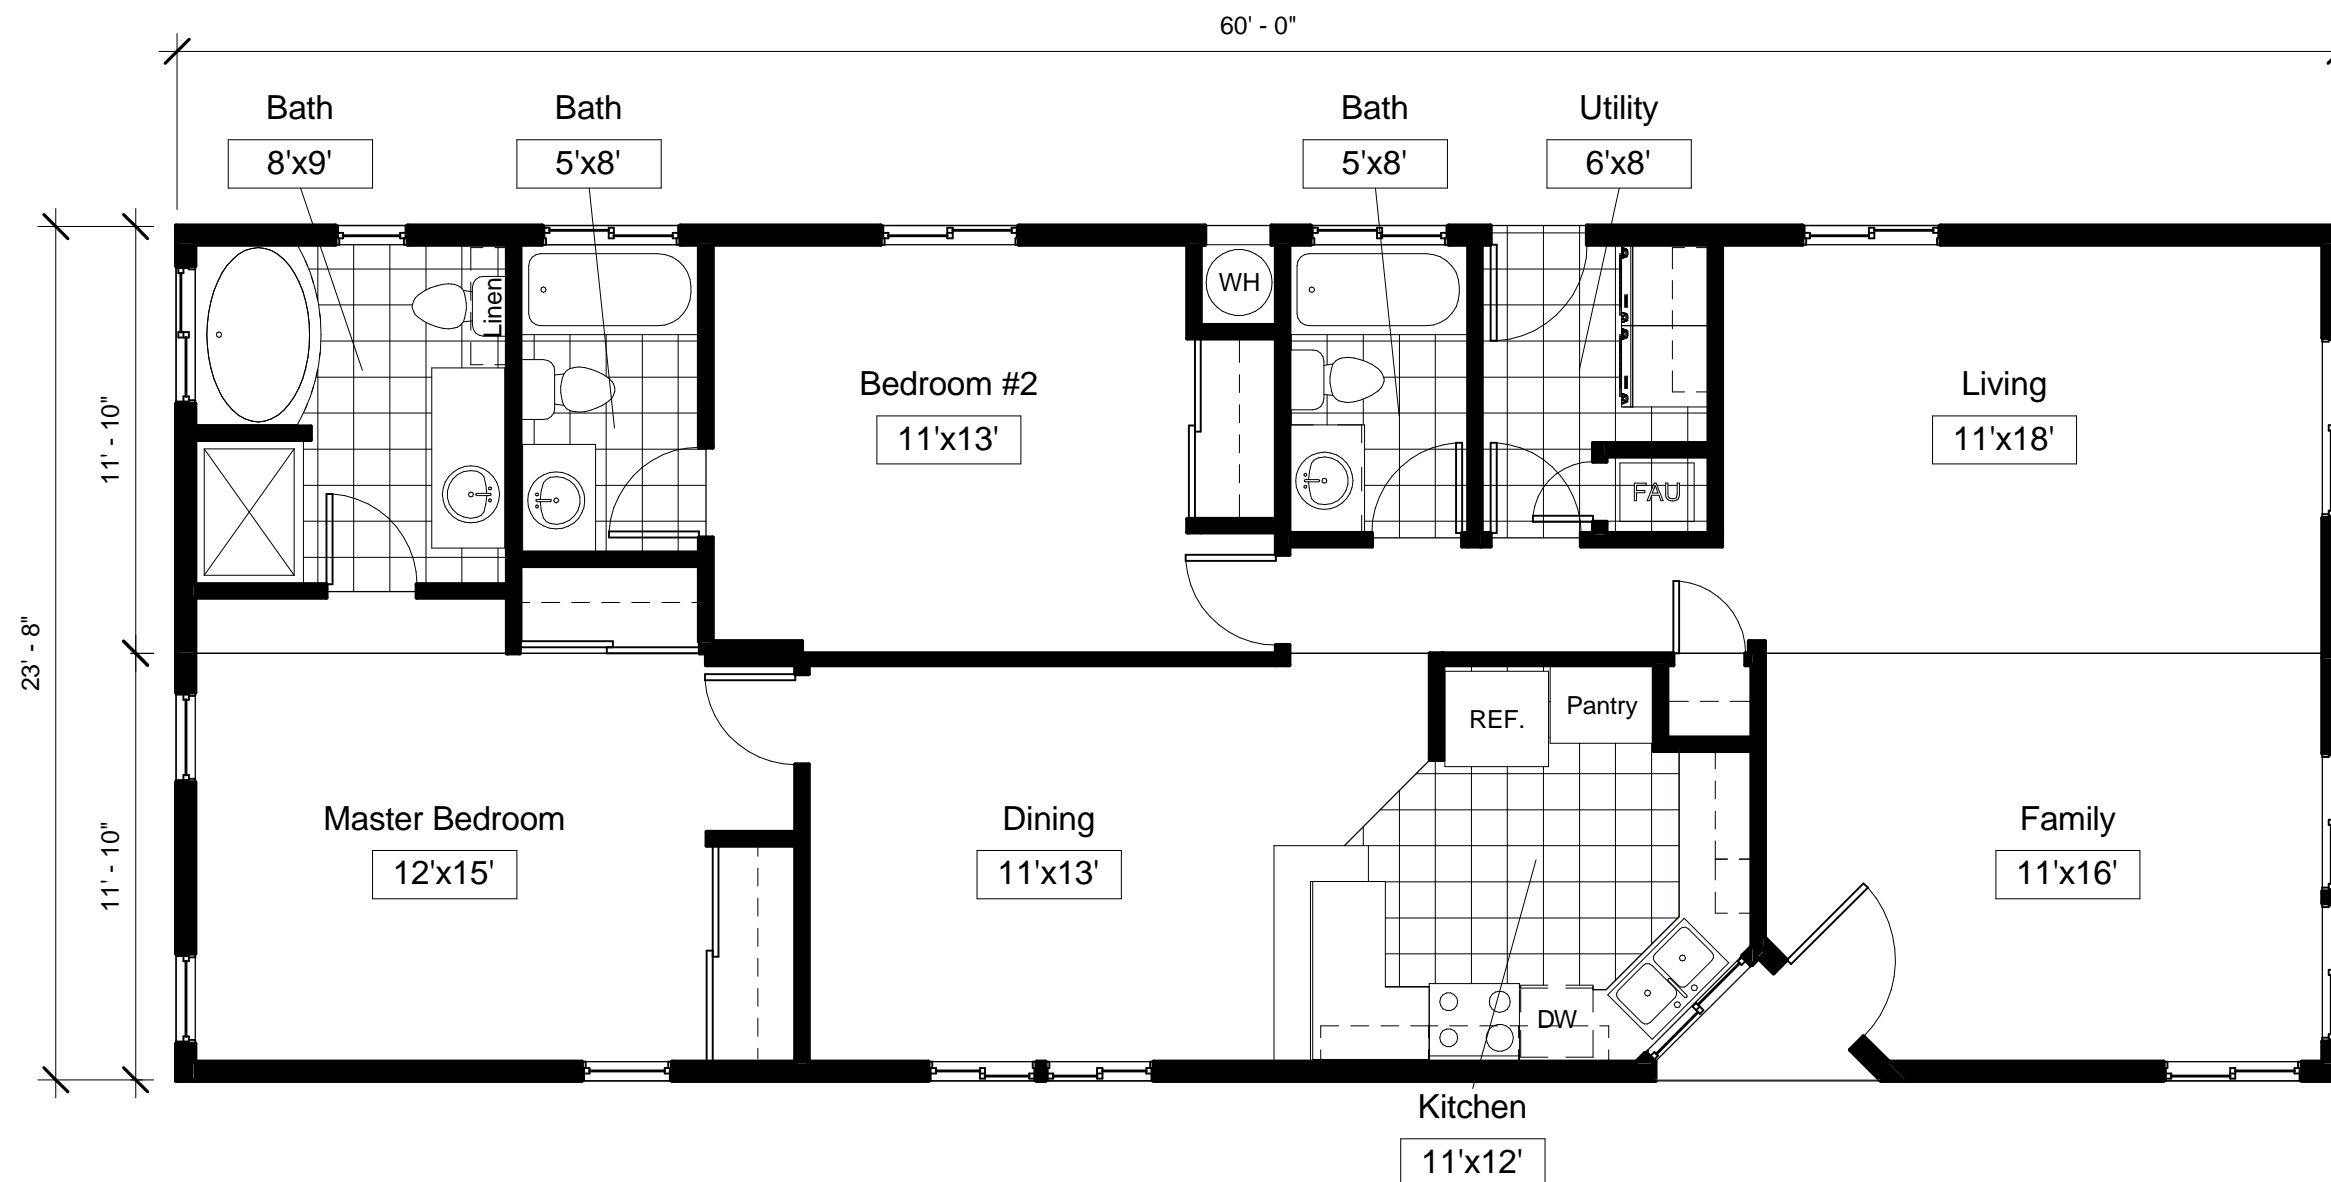 60' - 0"
Bath
8'x9'
Bath
5'x8'
Bath
5'x8'
Utility
6'x8'
Linen
WH
Bedroom #2
11'x13'
Living
11'x18'
11' - 10"
FAU
23' - 8"
REF.
Pantry
Master Bedroom
12'x15'
Dining
11'x13'
Family
11'x16'
11' - 10"
DW
Kitchen
11'x12'